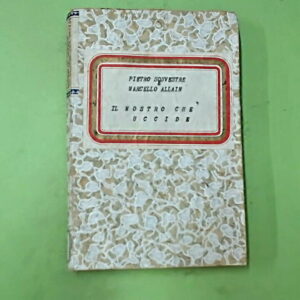 PIETRO SOUVESTRE
E
MARCELLO ALLAIN
IL MOSTRO CHE
UCCIDE